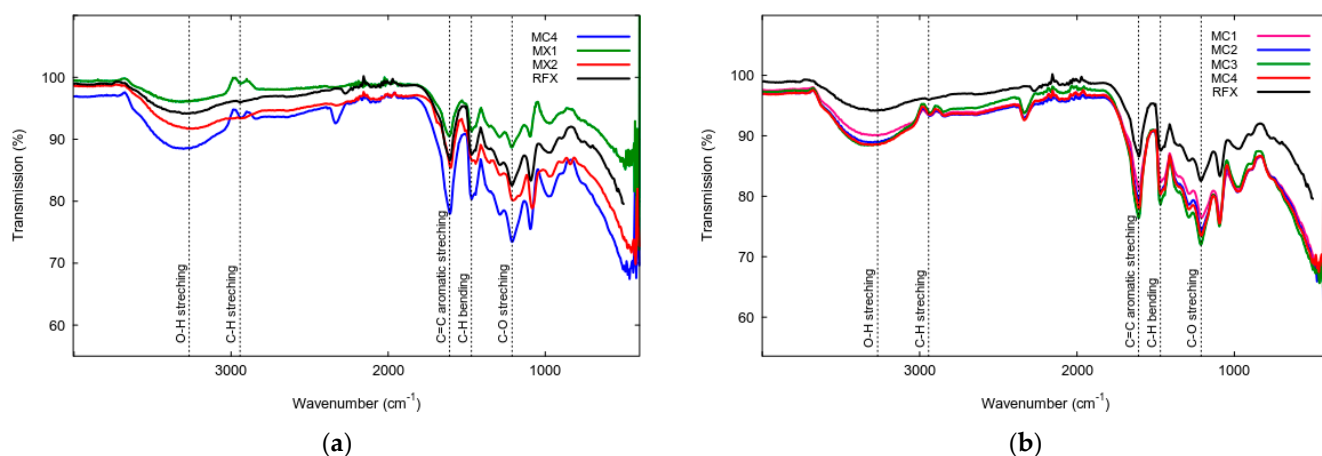 MC4
MX1
MX2
RFX
100
90
80
70
60
Transmission (%)
O-H streching
C-H streching
C=C aromatic streching
C-H bending
C-O streching
3000
2000
1000
Wavenumber (cm-1)
(a)
MC1
MC2
MC3
MC4
RFX
100
90
80
70
60
Transmission (%)
O-H streching
C-H streching
C=C aromatic streching
C-H bending
C-O streching
3000
2000
1000
Wavenumber (cm-1)
(b)